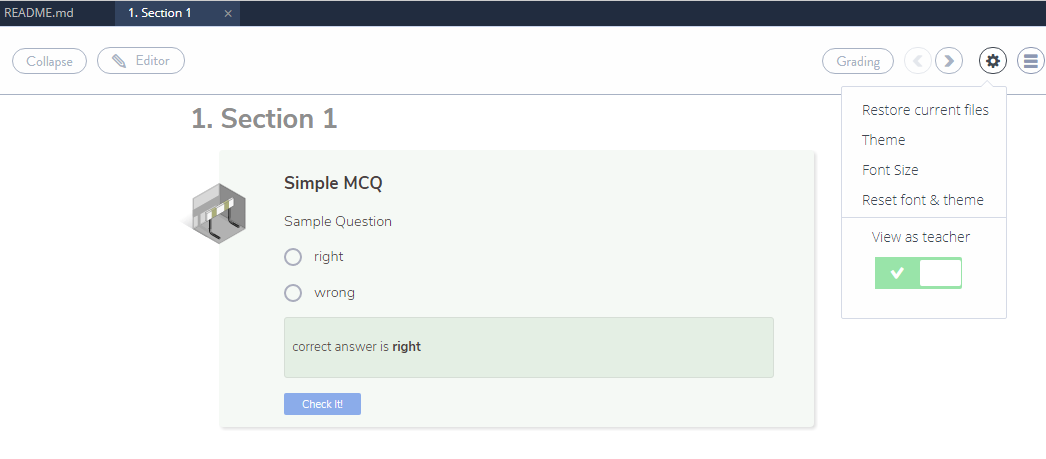 README.md
1. Section 1
Collapse
Editor
Grading
Restore current files
Theme
Font Size
Reset font & theme
View as teacher
1. Section 1
Simple MCQ
Sample Question
right
wrong
correct answer is right
Check It!